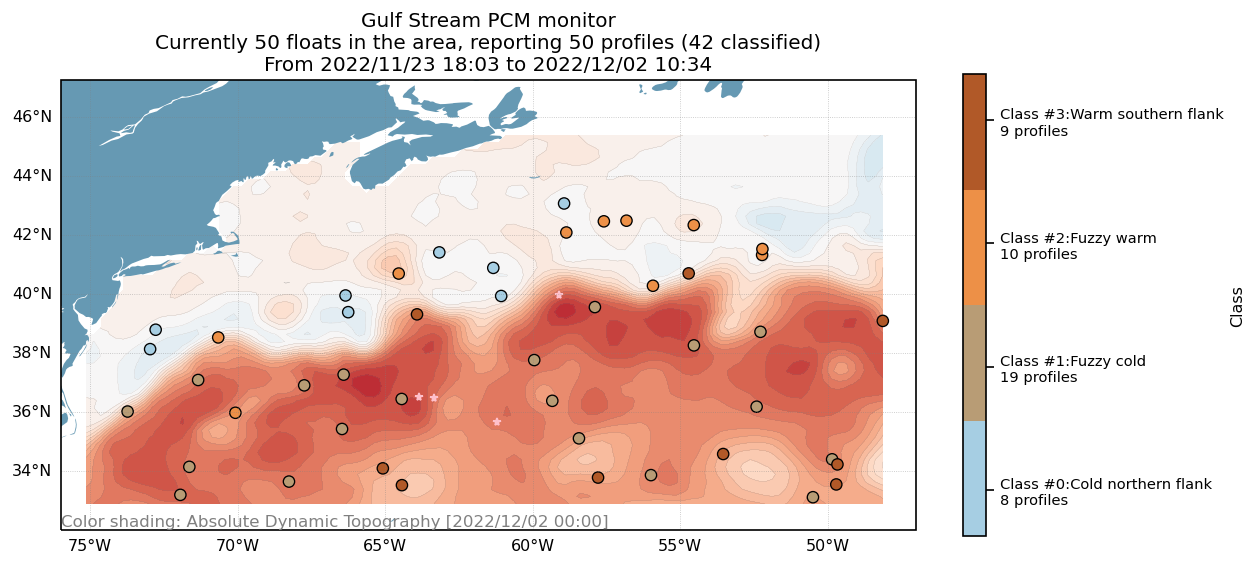 Gulf Stream PCM monitor
Currently 50 floats in the area, reporting 50 profiles (42 classified)
From 2022/11/23 18:03 to 2022/12/02 10:34
46°N
44°N
42°N
40°N
38°N
36°N
34°N
Color shading: Absolute Dynamic Topography [2022/12/02 00:00]
75°W
70°W
65°W
60°W
55°W
50°W
Class #3:Warm southern flank
9 profiles
Class #2:Fuzzy warm
10 profiles
Class #1:Fuzzy cold
19 profiles
Class #0:Cold northern flank
8 profiles
Class